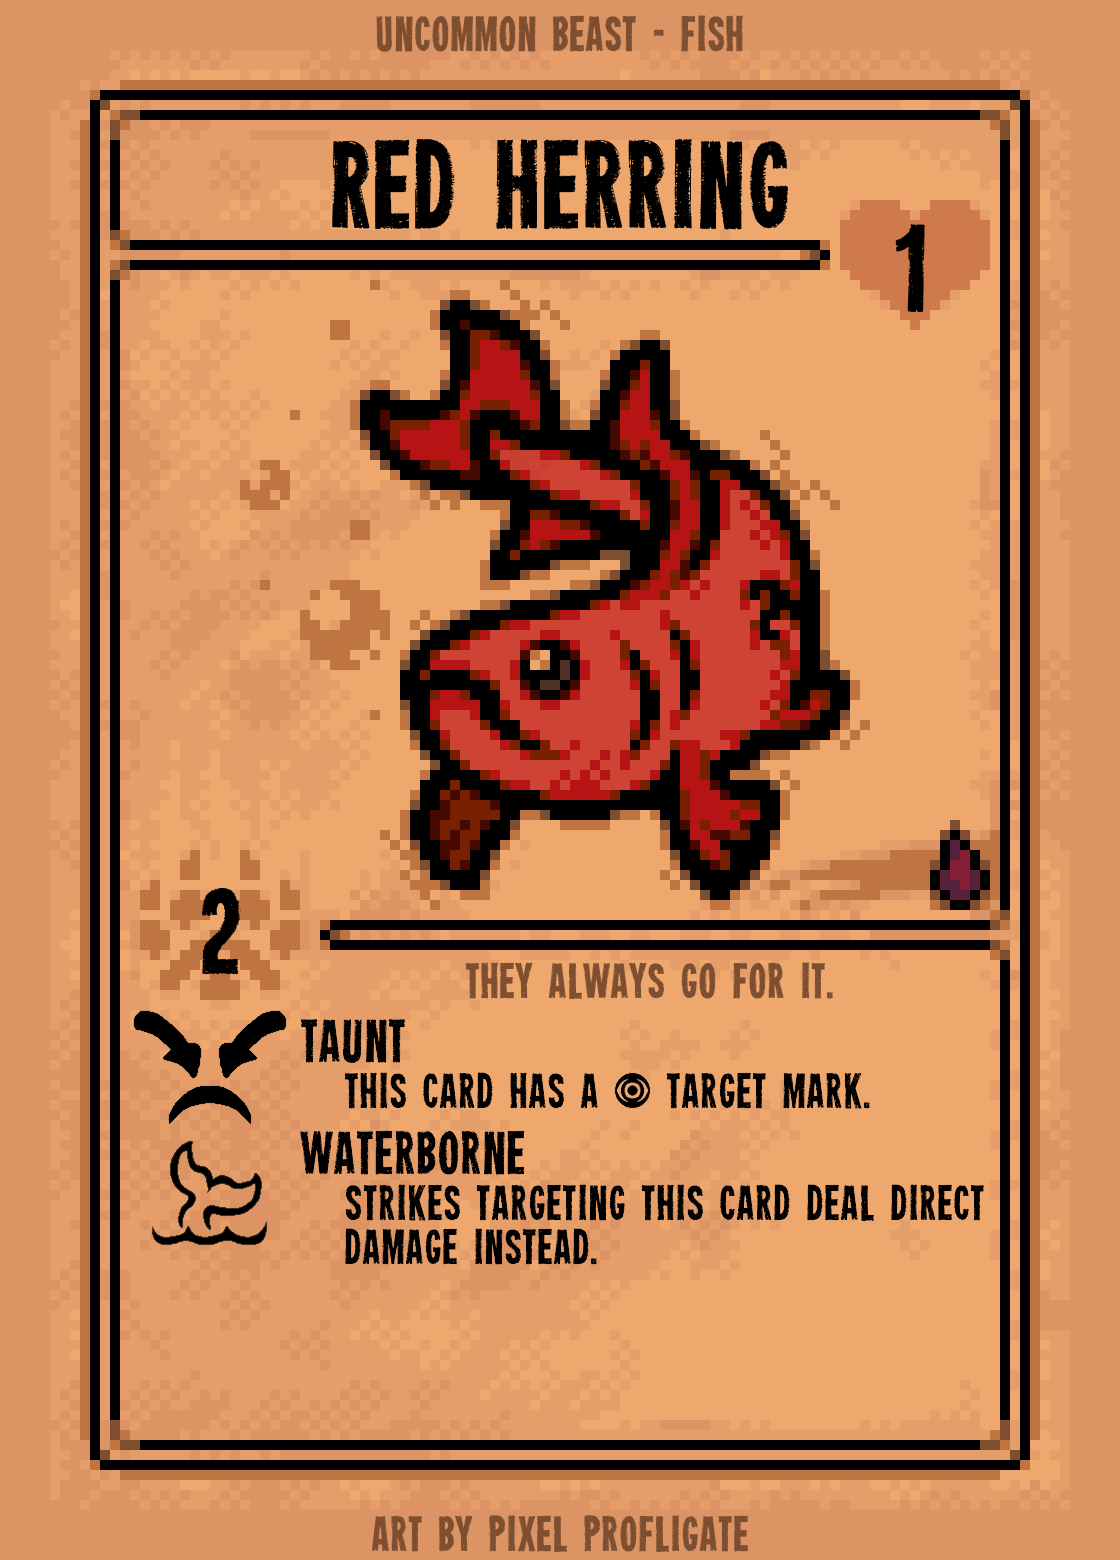 UNCOMMON BEAST - FISH
RED HERRING
1
2
THEY ALWAYS GO FOR IT.
TAUNT
THIS CARD HAS A TARGET MARK.
WATERBORNE
STRIKES TARGETING THIS CARD DEAL DIRECT
DAMAGE INSTEAD.
ART BY PIXEL PROFLIGATE